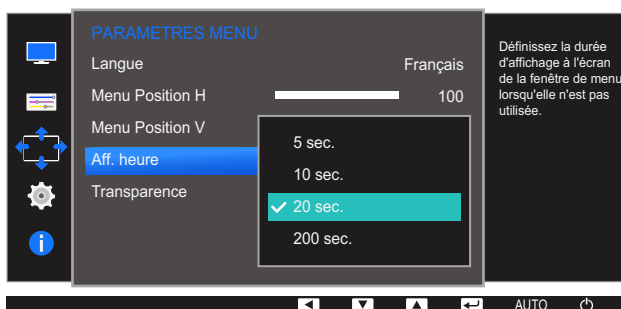 PARAMETRES MENU
Langue Français
Menu Position H 100
Menu Position V
Aff. heure
Transparence
5 sec.
10 sec.
20 sec.
200 sec.
Définissez la durée
d'affichage à l'écran
de la fenêtre de menu
lorsqu'elle n'est pas
utilisée.
AUTO